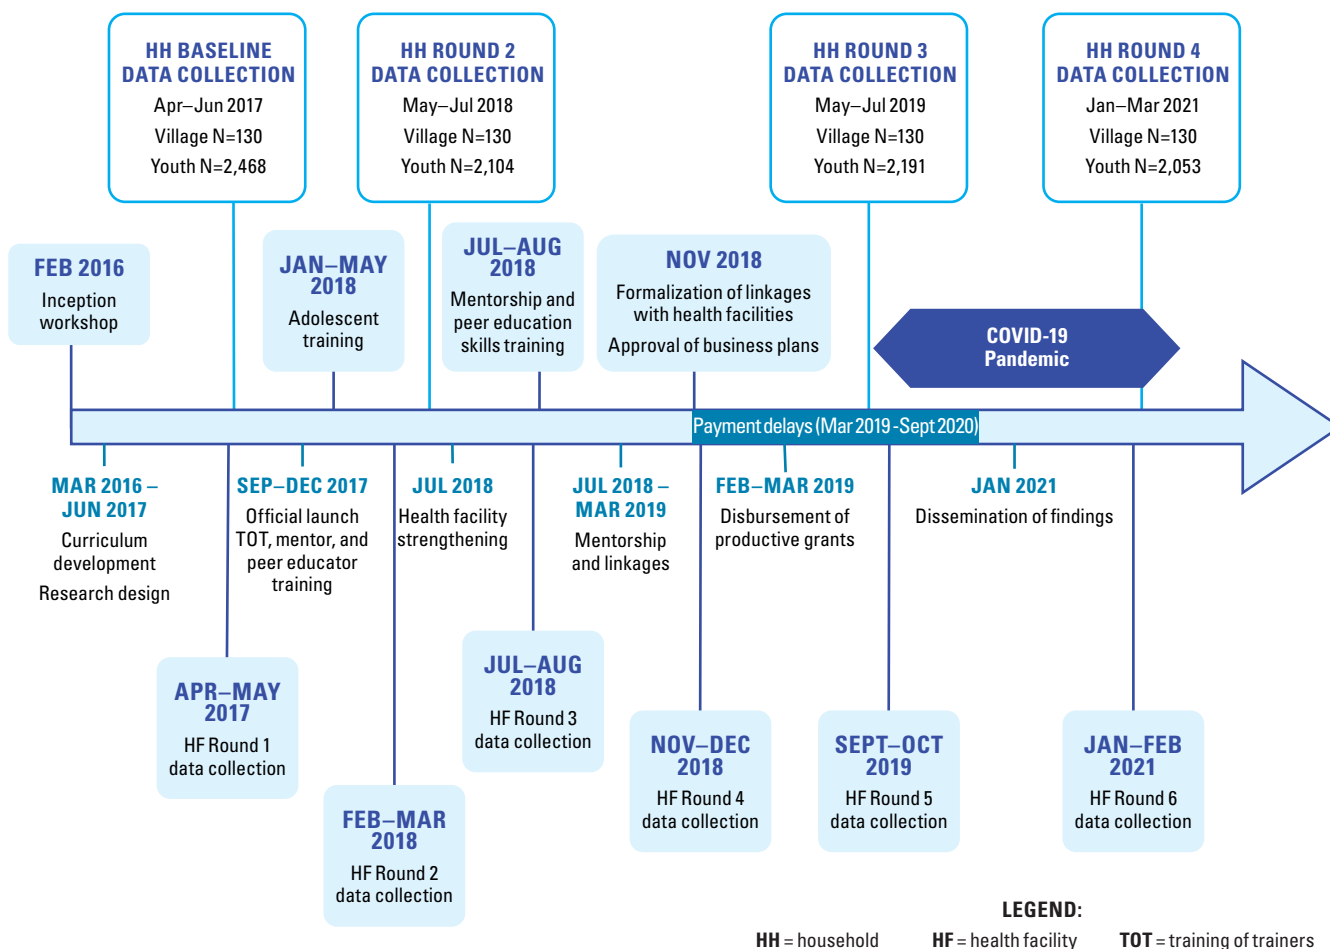 HH BASELINE
DATA COLLECTION
Apr–Jun 2017
Village N=130
Youth N=2,468
HH ROUND 2
DATA COLLECTION
May–Jul 2018
Village N=130
Youth N=2,104
HH ROUND 3
DATA COLLECTION
May–Jul 2019
Village N=130
Youth N=2,191
HH ROUND 4
DATA COLLECTION
Jan–Mar 2021
Village N=130
Youth N=2,053
FEB 2016
Inception
workshop
JAN–MAY
2018
Adolescent
training
JUL–AUG
2018
Mentorship and
peer education
skills training
NOV 2018
Formalization of linkages
with health facilities
Approval of business plans
COVID-19
Pandemic
Payment delays (Mar 2019 -Sept 2020)
MAR 2016 –
JUN 2017
Curriculum
development
Research design
SEP–DEC 2017
Official launch
TOT, mentor, and
peer educator
training
JUL 2018
Health facility
strengthening
JUL 2018 –
MAR 2019
Mentorship
and linkages
FEB–MAR 2019
Disbursement of
productive grants
JAN 2021
Dissemination of findings
APR–MAY
2017
HF Round 1
data collection
FEB–MAR
2018
HF Round 2
data collection
JUL–AUG
2018
HF Round 3
data collection
NOV–DEC
2018
HF Round 4
data collection
SEPT–OCT
2019
HF Round 5
data collection
JAN–FEB
2021
HF Round 6
data collection
LEGEND:
HH = household HF = health facility TOT = training of trainers